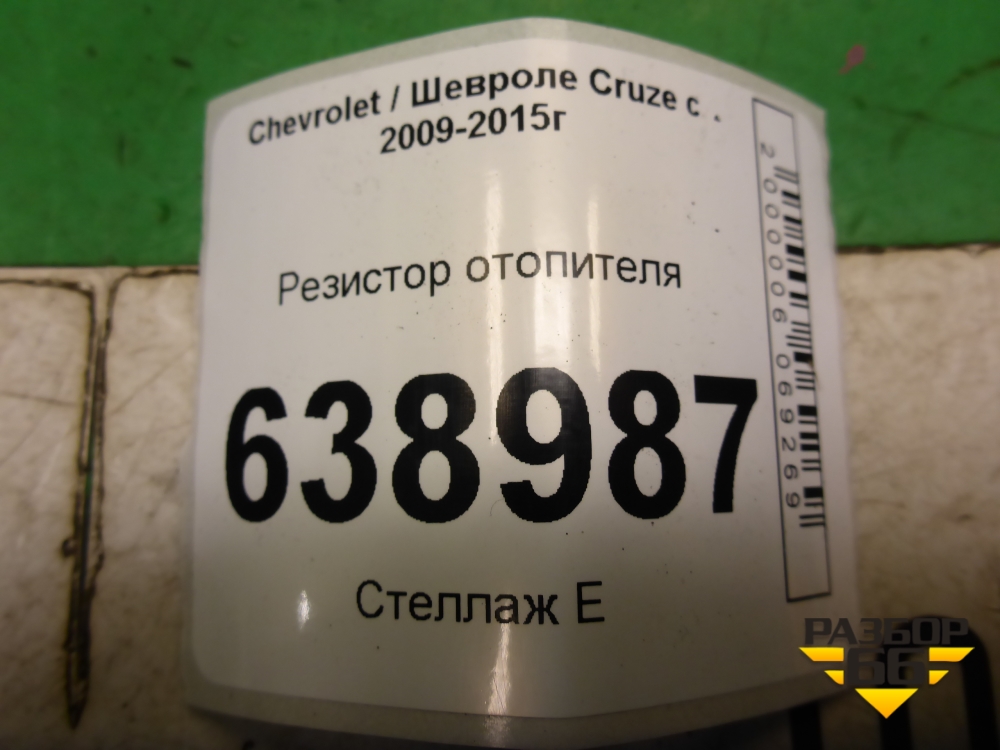 Chevrolet / Шевроле Cruze с .
2009-2015г
Резистор отопителя
638987
Стеллаж Е
2000006069269
РАЗБОР
66